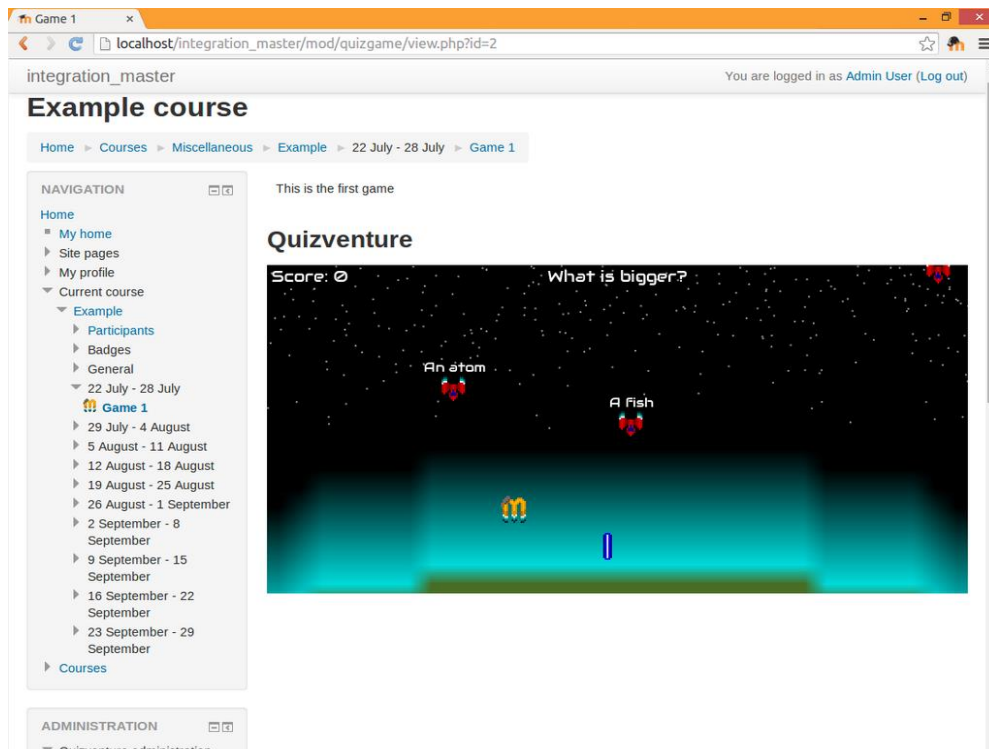 Game 1
localhost/integration_master/mod/quizgame/view.php?id=2
integration_master
You are logged in as Admin User (Log out)
Example course
Home Courses Miscellaneous Example 22 July - 28 July Game 1
NAVIGATION
Home
My home
Site pages
My profile
Current course
Example
Participants
Badges
General
22 July - 28 July
Game 1
29 July - 4 August
5 August - 11 August
12 August - 18 August
19 August - 25 August
26 August - 1 September
2 September - 8
September
9 September - 15
September
16 September - 22
September
23 September - 29
September
Courses
ADMINISTRATION
Quizventure administration
This is the first game
Quizventure
Score: 0
What is bigger?
An atom
A fish